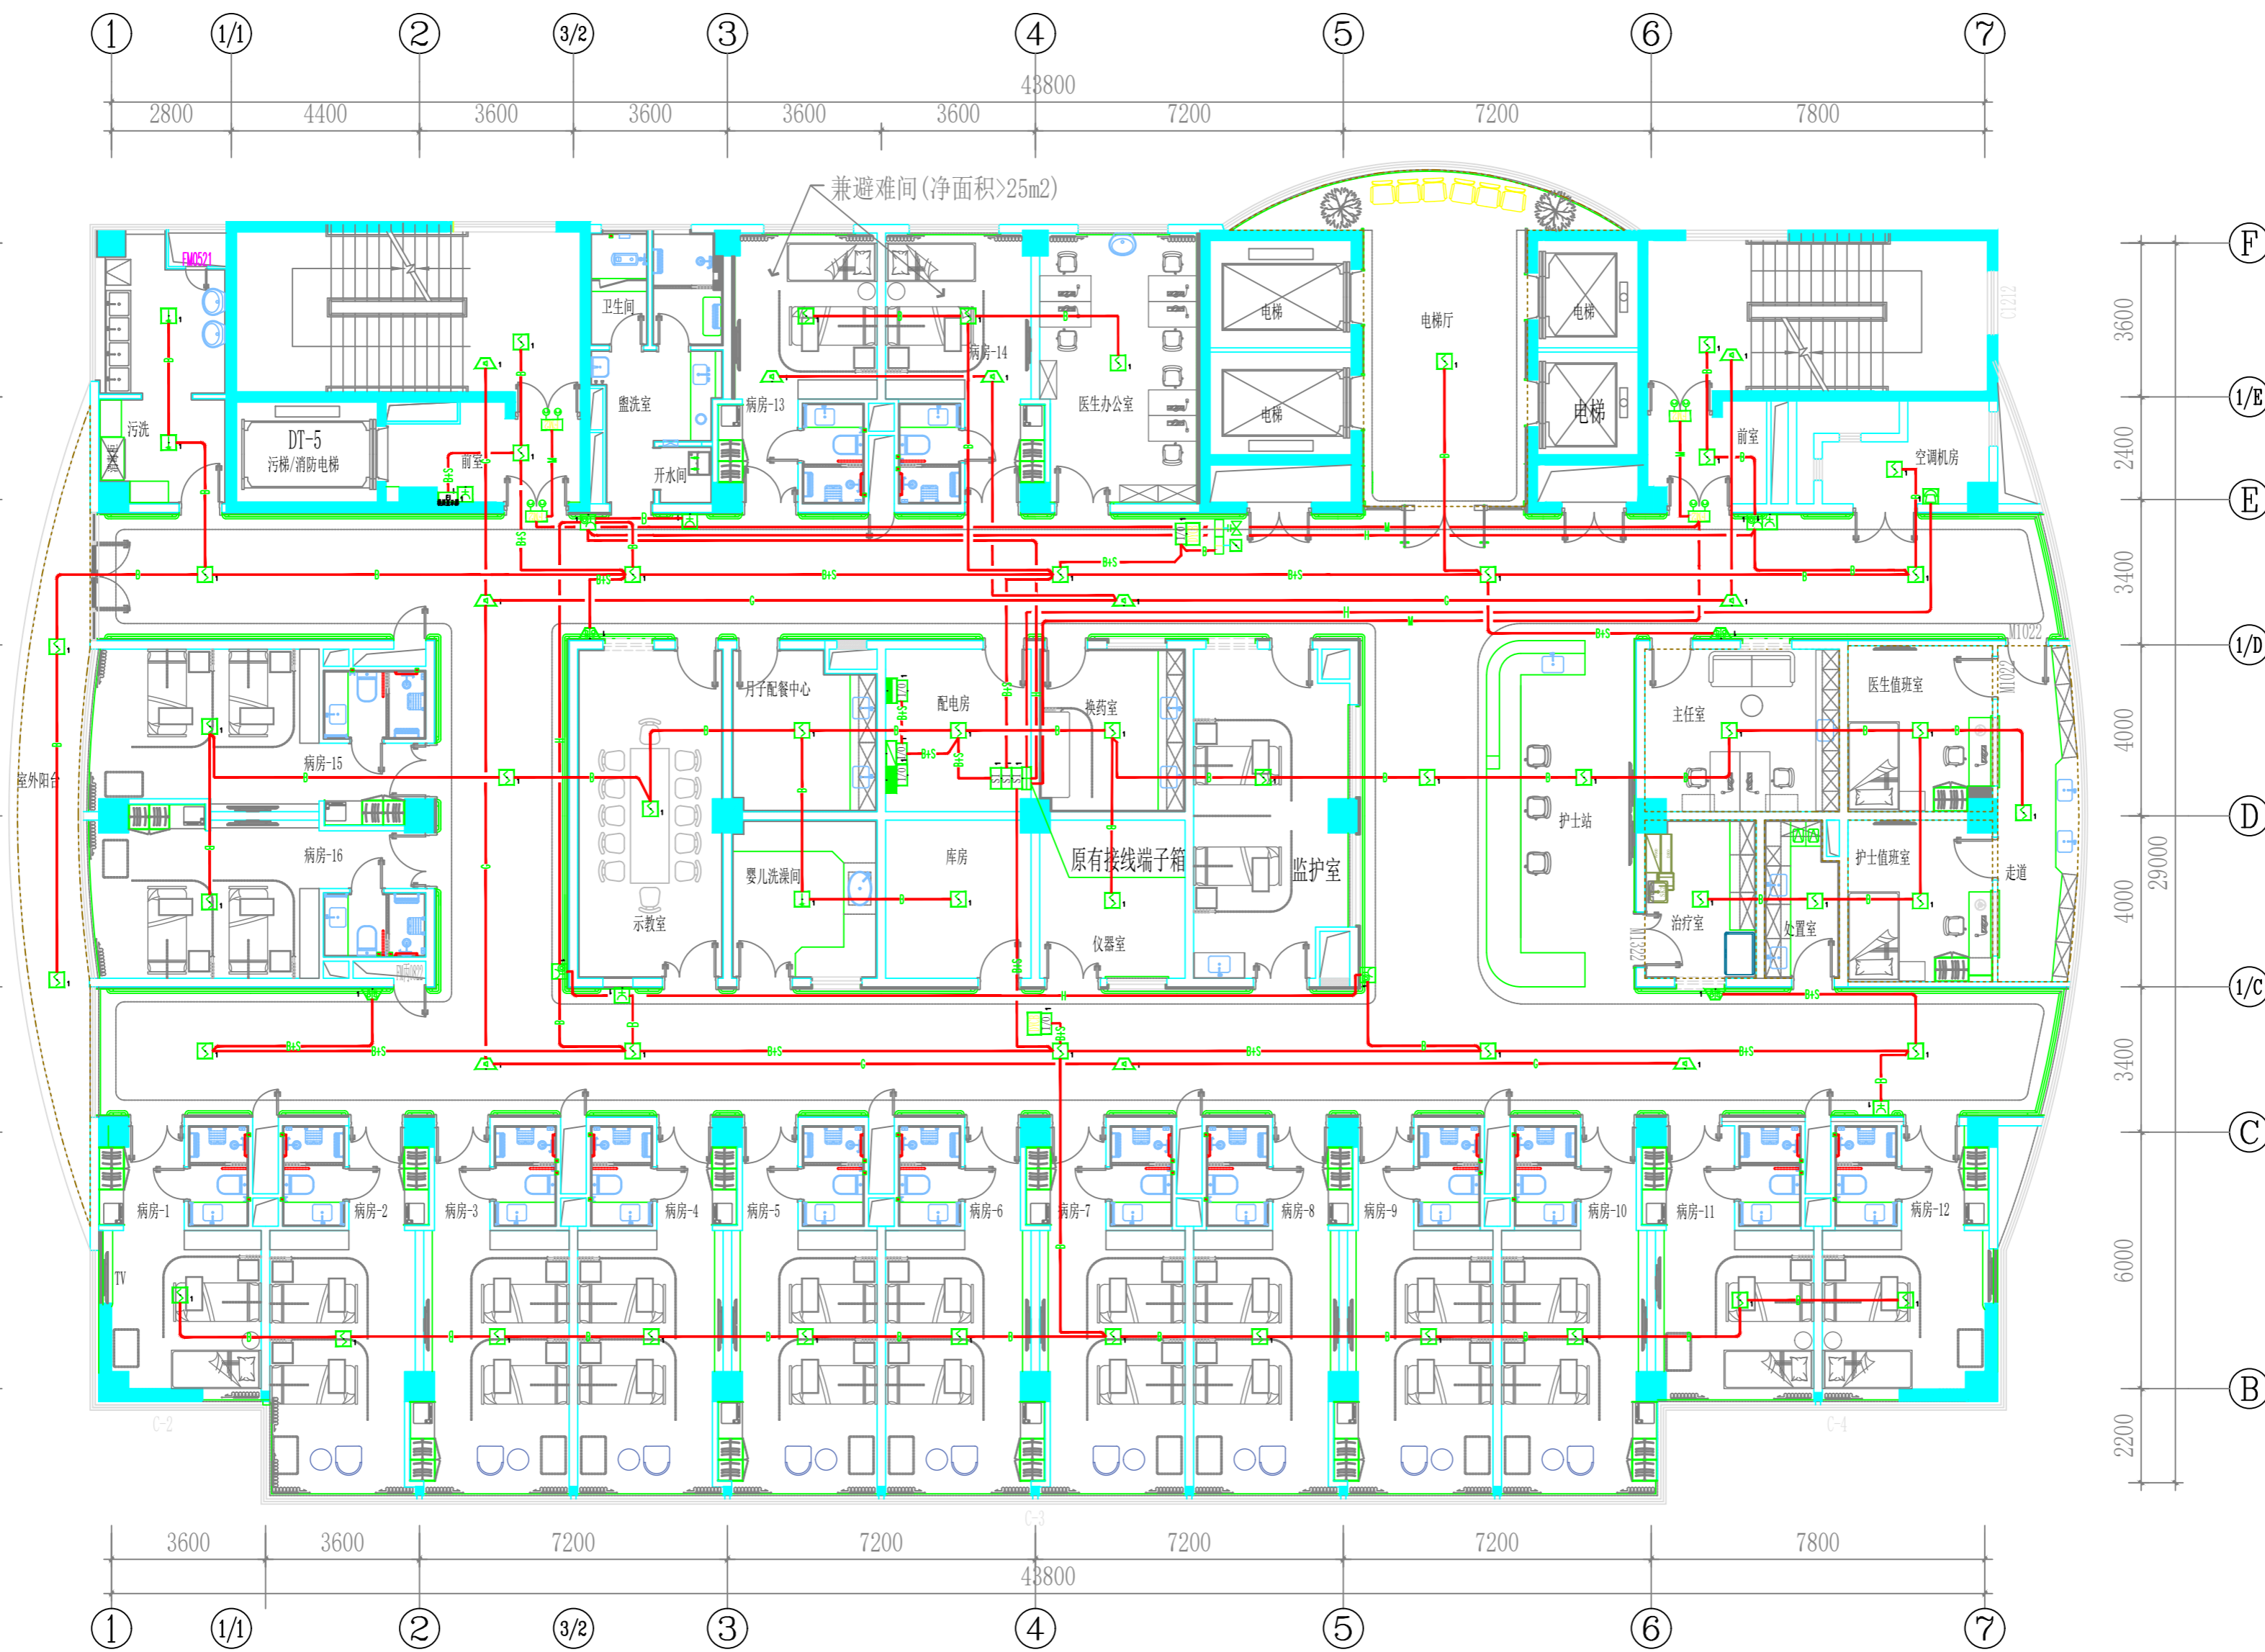 1 1/1 2 3/2 3 4 5 6 7
43800
2800 4400 3600 3600 3600 3600 7200 7200 7800
兼避难间(净面积>25m2)
F
FM0521
C1212
3600
卫生间
电梯
电梯厅
电梯
病房-14
1/E
污洗
盥洗室
病房-13
医生办公室
电梯
电梯
前室
DT-5
污梯/消防电梯
前室
开水间
空调机房
2400
E
3400
1/D
M1022
月子配餐中心
配电房
换药室
主任室
医生值班室
M1022
4000
病房-15
室外阳台
D
护士站
病房-16
库房
原有接线端子箱
监护室
护士值班室
走道
婴儿洗澡间
示教室
仪器室
治疗室
处置室
M1322
4000
29000
1/C
3400
C
病房-1 病房-2 病房-3 病房-4 病房-5 病房-6 病房-7 病房-8 病房-9 病房-10 病房-11 病房-12
TV
6000
B
C-2
C-4
2200
C-3
3600 3600 7200 7200 7200 7200 7800
43800
1 1/1 2 3/2 3 4 5 6 7